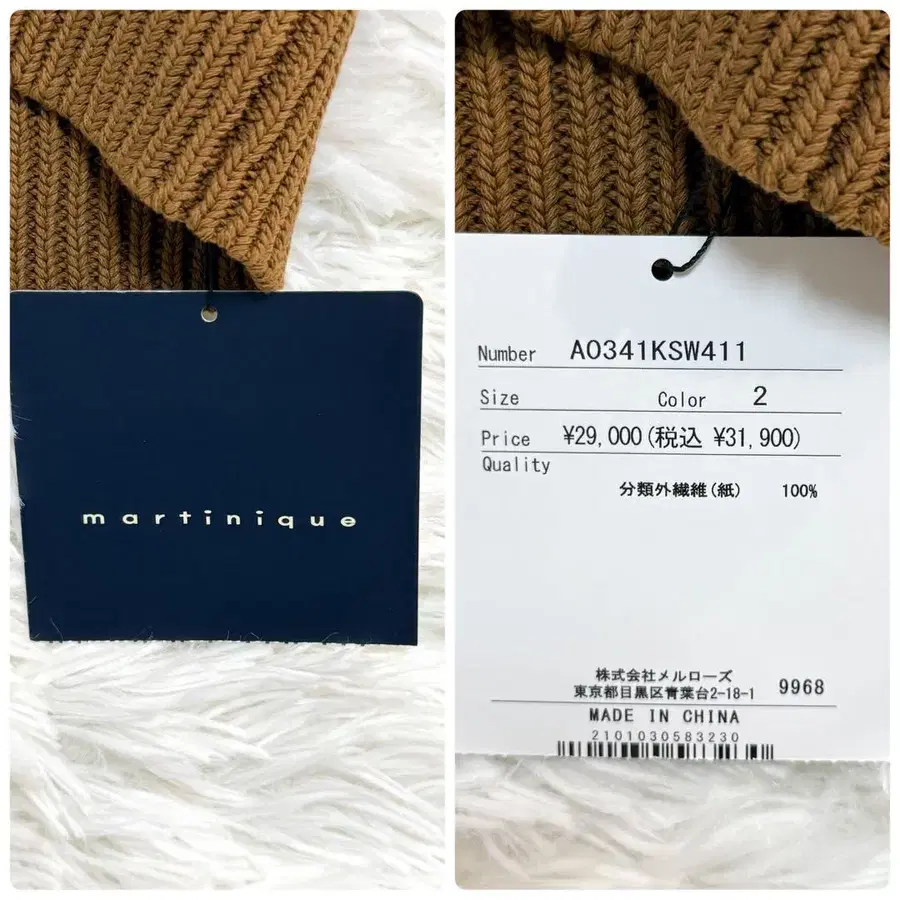 martinique
Number A0341KSW411
Size Color 2
Price ¥29,000(税込 ¥31,900)
Quality
分類外繊維(紙) 100%
株式会社メルローズ
東京都目黒区青葉台2-18-1 9968
MADE IN CHINA
2101030583230